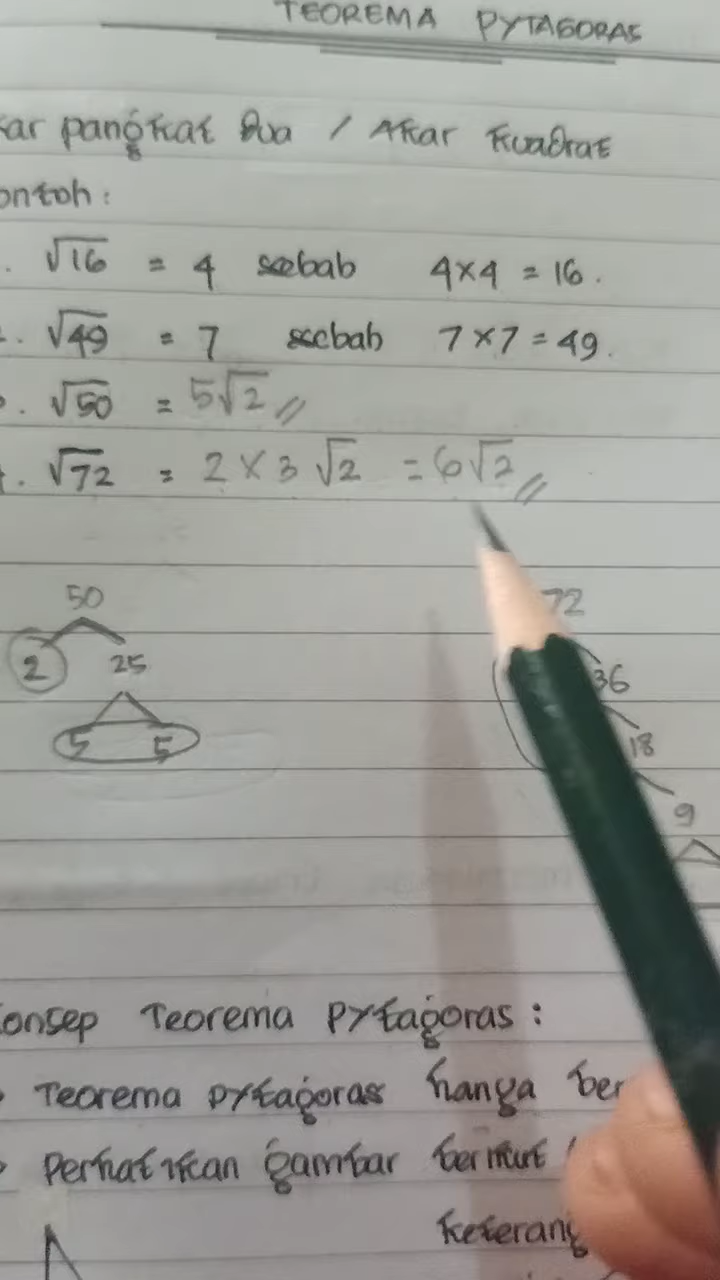 TEOREMA PYTAGORAS
pangkat Dua / Akar Kuadrat
ontoh :
√16 = 4 sebab 4×4 = 16.
√49 = 7 sebab 7×7 = 49.
√50 = 5√2 //
√72 = 2 × 3 √2 = 6√2 //
50 72
2 25 36
5 5 18
9
onsep Teorema Pytagoras :
Teorema pytagoras hanya ber
Perhatikan gambar berikut
keterang